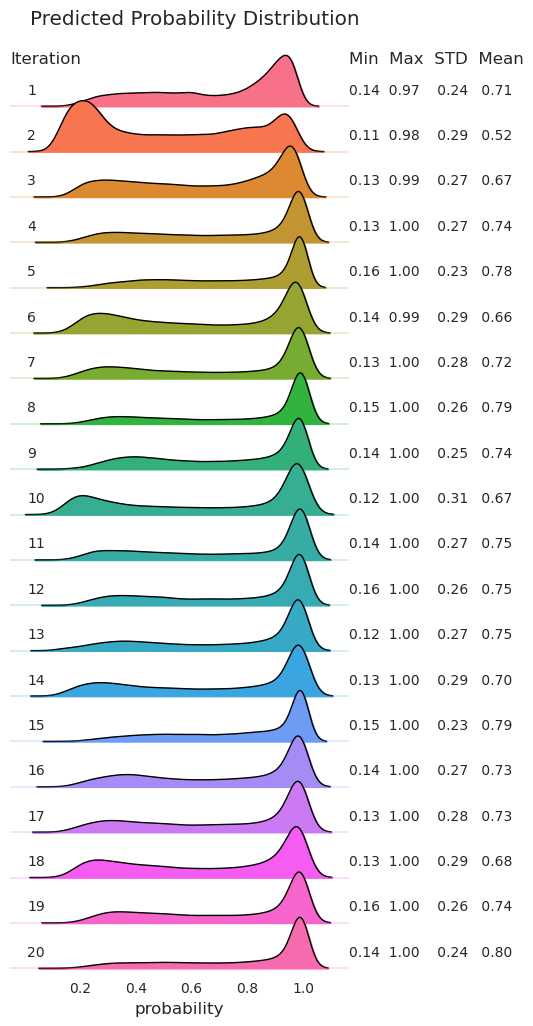 Predicted Probability Distribution
Iteration Min Max STD Mean
1 0.14 0.97 0.24 0.71
2 0.11 0.98 0.29 0.52
3 0.13 0.99 0.27 0.67
4 0.13 1.00 0.27 0.74
5 0.16 1.00 0.23 0.78
6 0.14 0.99 0.29 0.66
7 0.13 1.00 0.28 0.72
8 0.15 1.00 0.26 0.79
9 0.14 1.00 0.25 0.74
10 0.12 1.00 0.31 0.67
11 0.14 1.00 0.27 0.75
12 0.16 1.00 0.26 0.75
13 0.12 1.00 0.27 0.75
14 0.13 1.00 0.29 0.70
15 0.15 1.00 0.23 0.79
16 0.14 1.00 0.27 0.73
17 0.13 1.00 0.28 0.73
18 0.13 1.00 0.29 0.68
19 0.16 1.00 0.26 0.74
20 0.14 1.00 0.24 0.80
0.2 0.4 0.6 0.8 1.0
probability